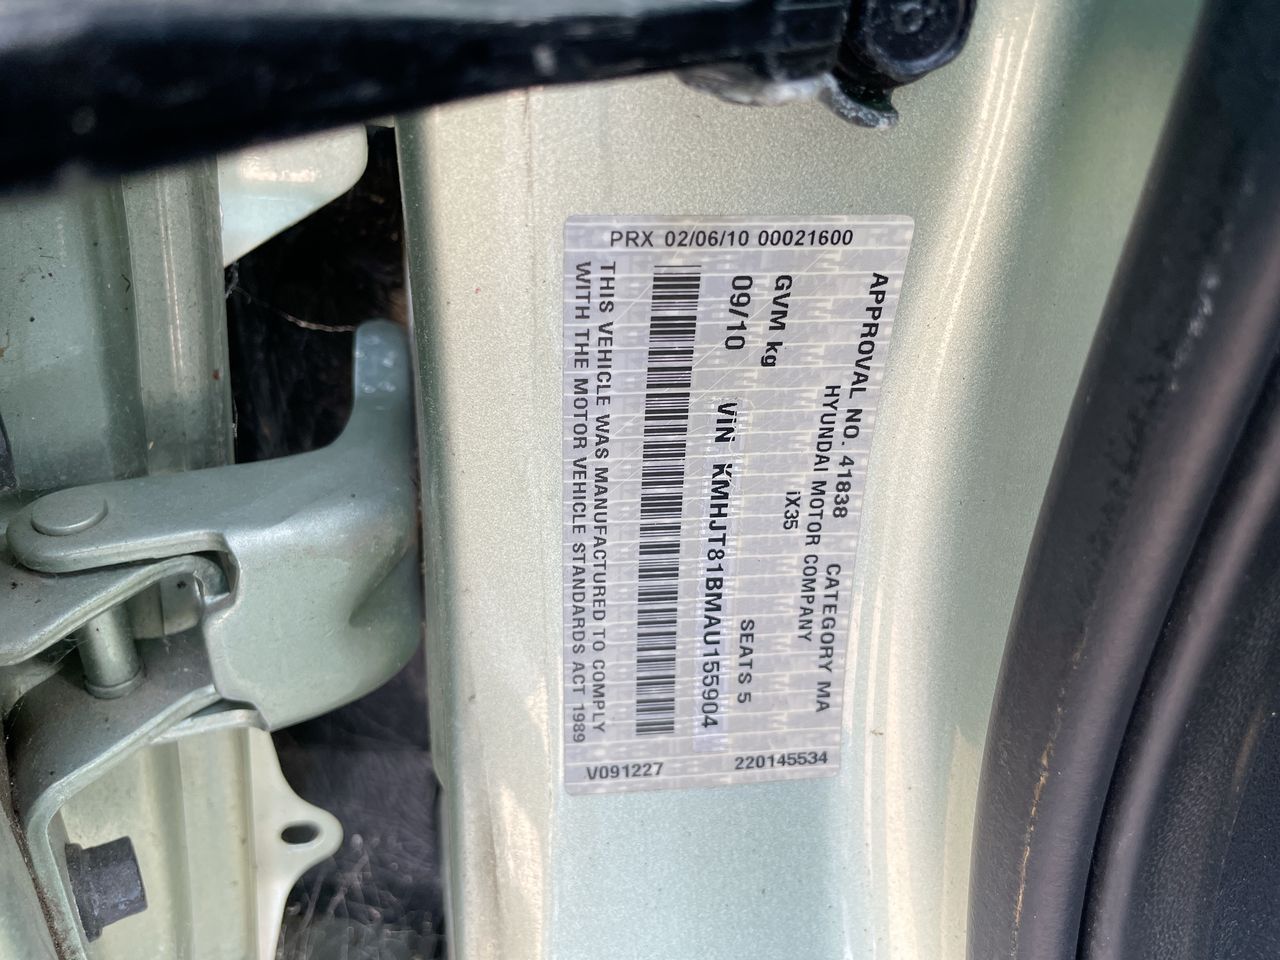 PRX 02/06/10 00021600
APPROVAL NO. 41838 CATEGORY MA
HYUNDAI MOTOR COMPANY
iX35
GVM kg SEATS 5
09/10 VIN KMHJT81BMAU155904
THIS VEHICLE WAS MANUFACTURED TO COMPLY
WITH THE MOTOR VEHICLE STANDARDS ACT 1989
V091227 220145534